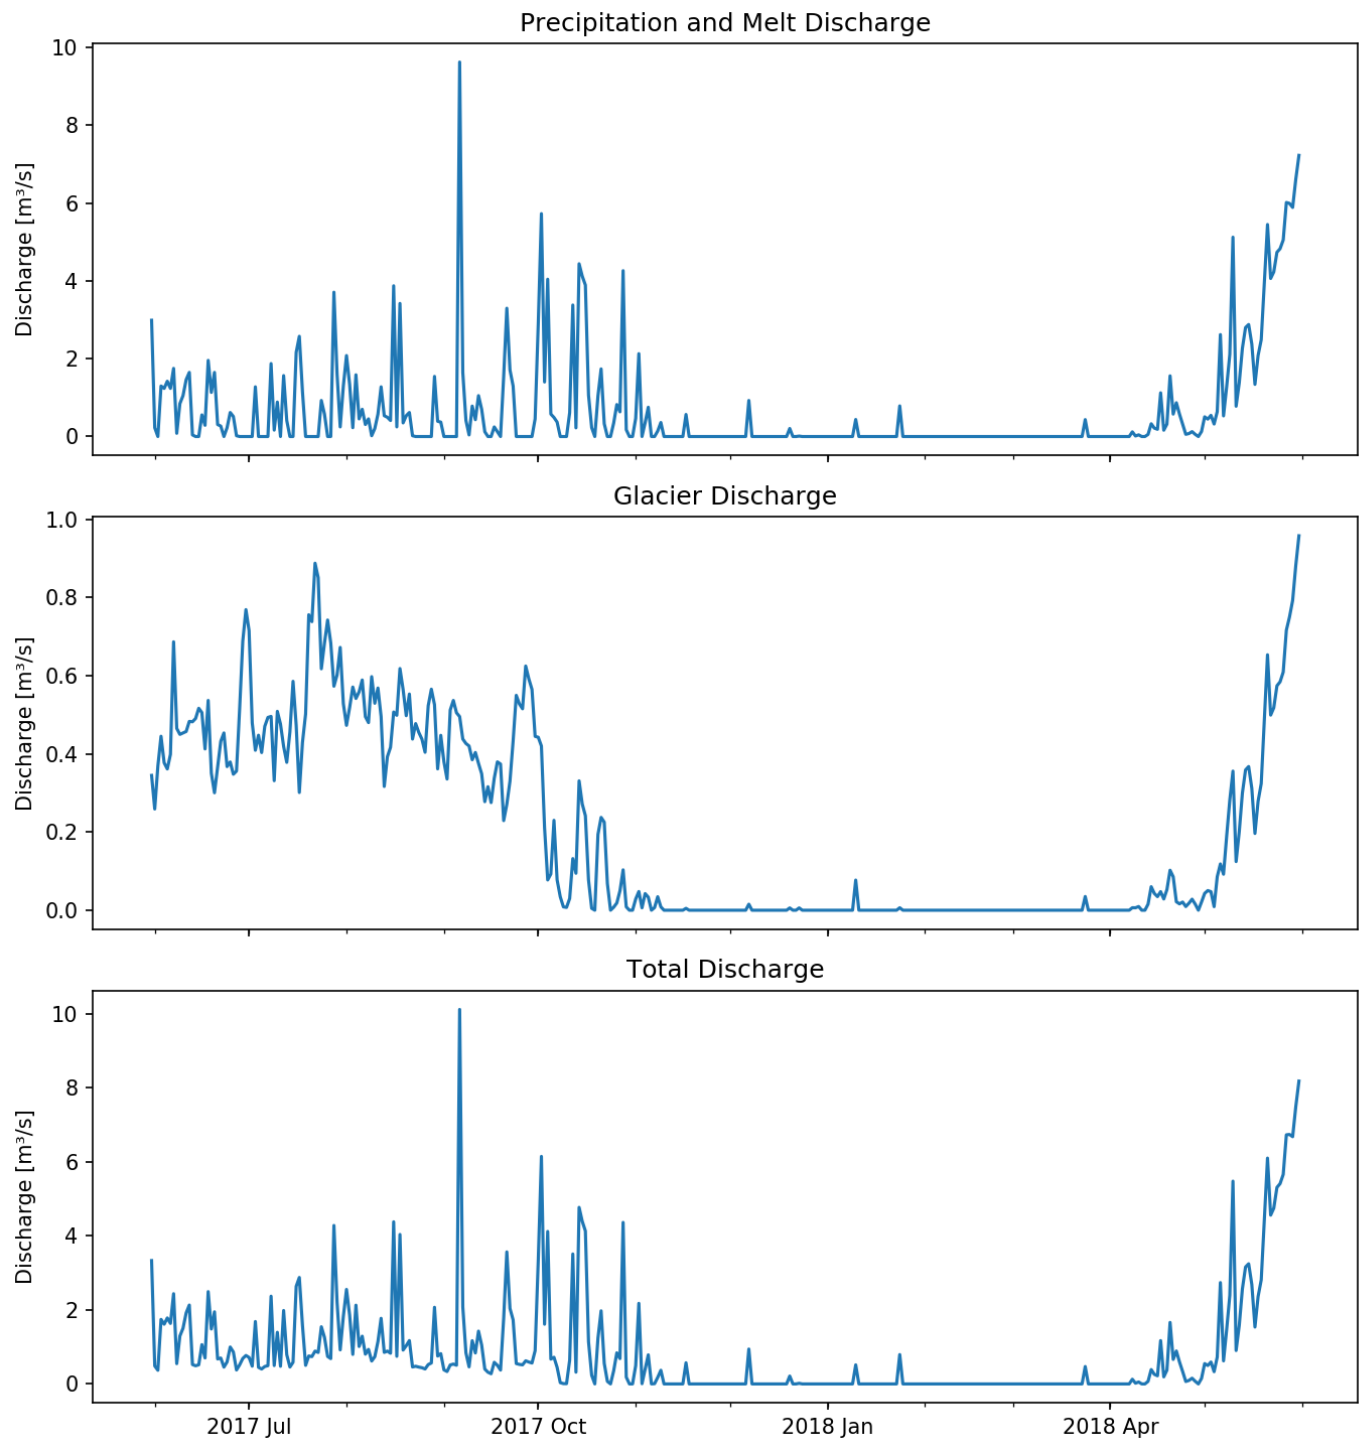 Precipitation and Melt Discharge
10
8
6
4
2
0
Discharge [m³/s]
Glacier Discharge
1.0
0.8
0.6
0.4
0.2
0.0
Discharge [m³/s]
Total Discharge
10
8
6
4
2
0
Discharge [m³/s]
2017 Jul
2017 Oct
2018 Jan
2018 Apr